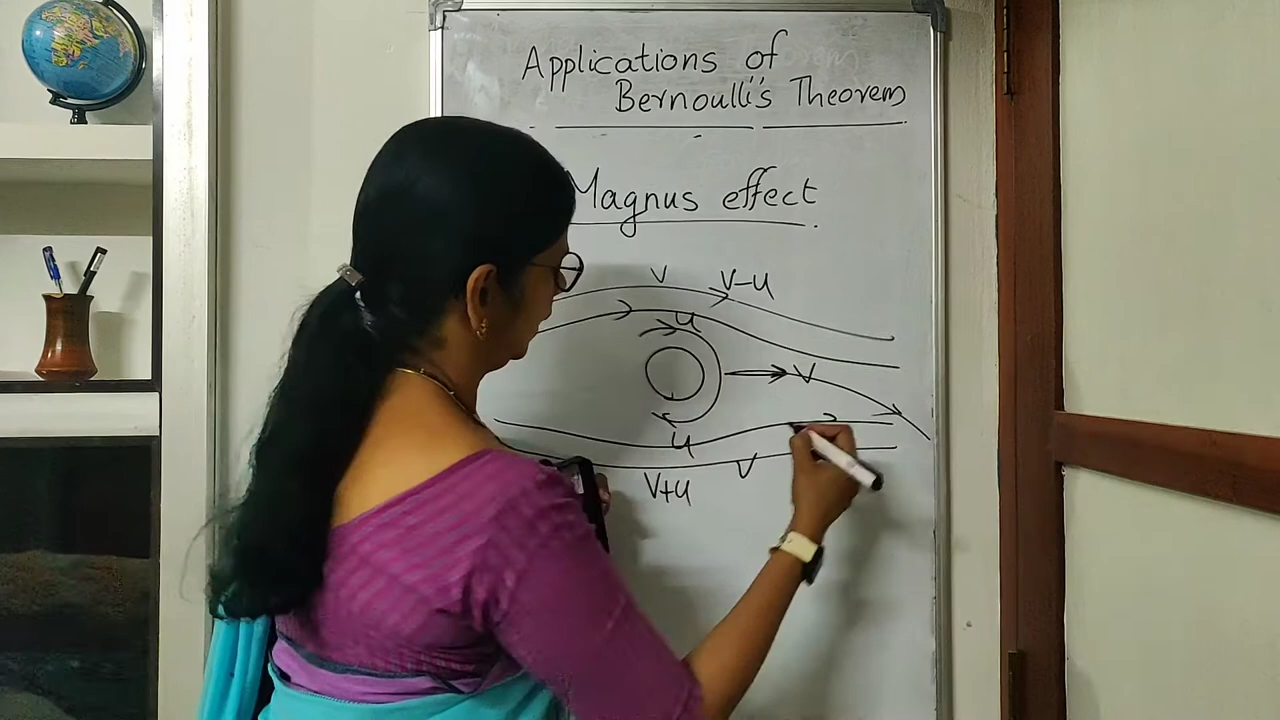 Applications of
Bernoulli's Theorem
Magnus effect
V
V-u
u
V
u
V
V+u